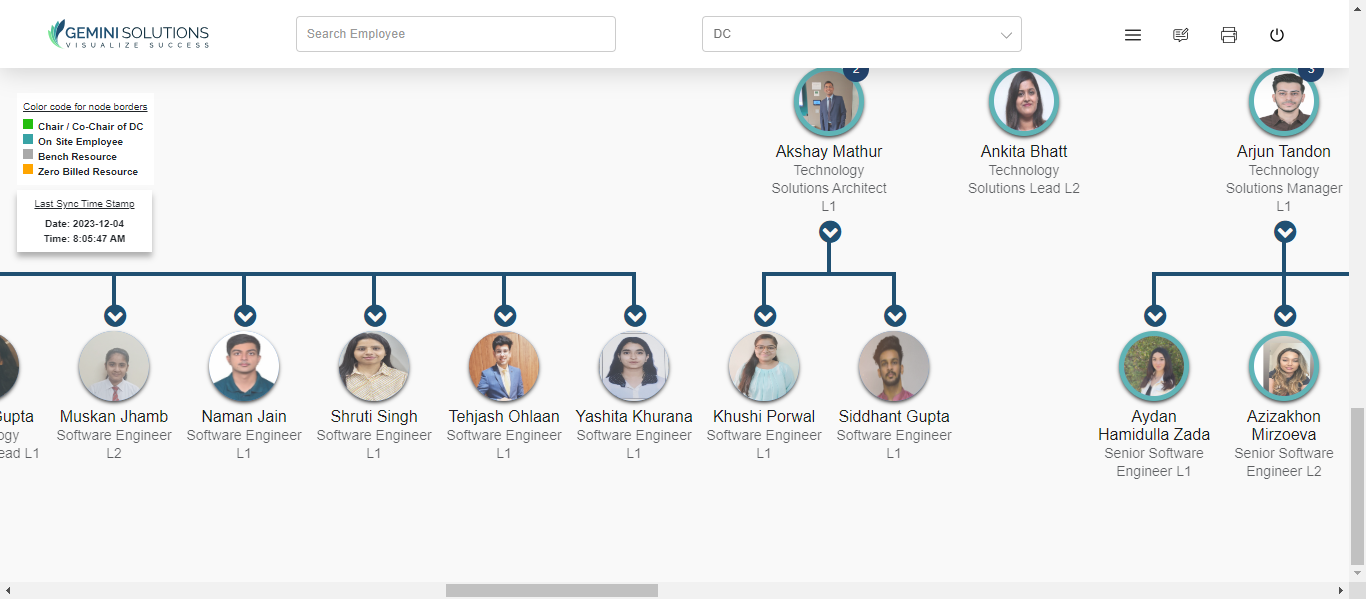 GEMINI SOLUTIONS
VISUALIZE SUCCESS
Search Employee
DC
Color code for node borders
Chair / Co-Chair of DC
On Site Employee
Bench Resource
Zero Billed Resource
Last Sync Time Stamp
Date: 2023-12-04
Time: 8:05:47 AM
2
Akshay Mathur
Technology
Solutions Architect
L1
Ankita Bhatt
Technology
Solutions Lead L2
3
Arjun Tandon
Technology
Solutions Manager
L1
Gupta
ogy
ead L1
Muskan Jhamb
Software Engineer
L2
Naman Jain
Software Engineer
L1
Shruti Singh
Software Engineer
L1
Tehjash Ohlaan
Software Engineer
L1
Yashita Khurana
Software Engineer
L1
Khushi Porwal
Software Engineer
L1
Siddhant Gupta
Software Engineer
L1
Aydan
Hamidulla Zada
Senior Software
Engineer L1
Azizakhon
Mirzoeva
Senior Software
Engineer L2